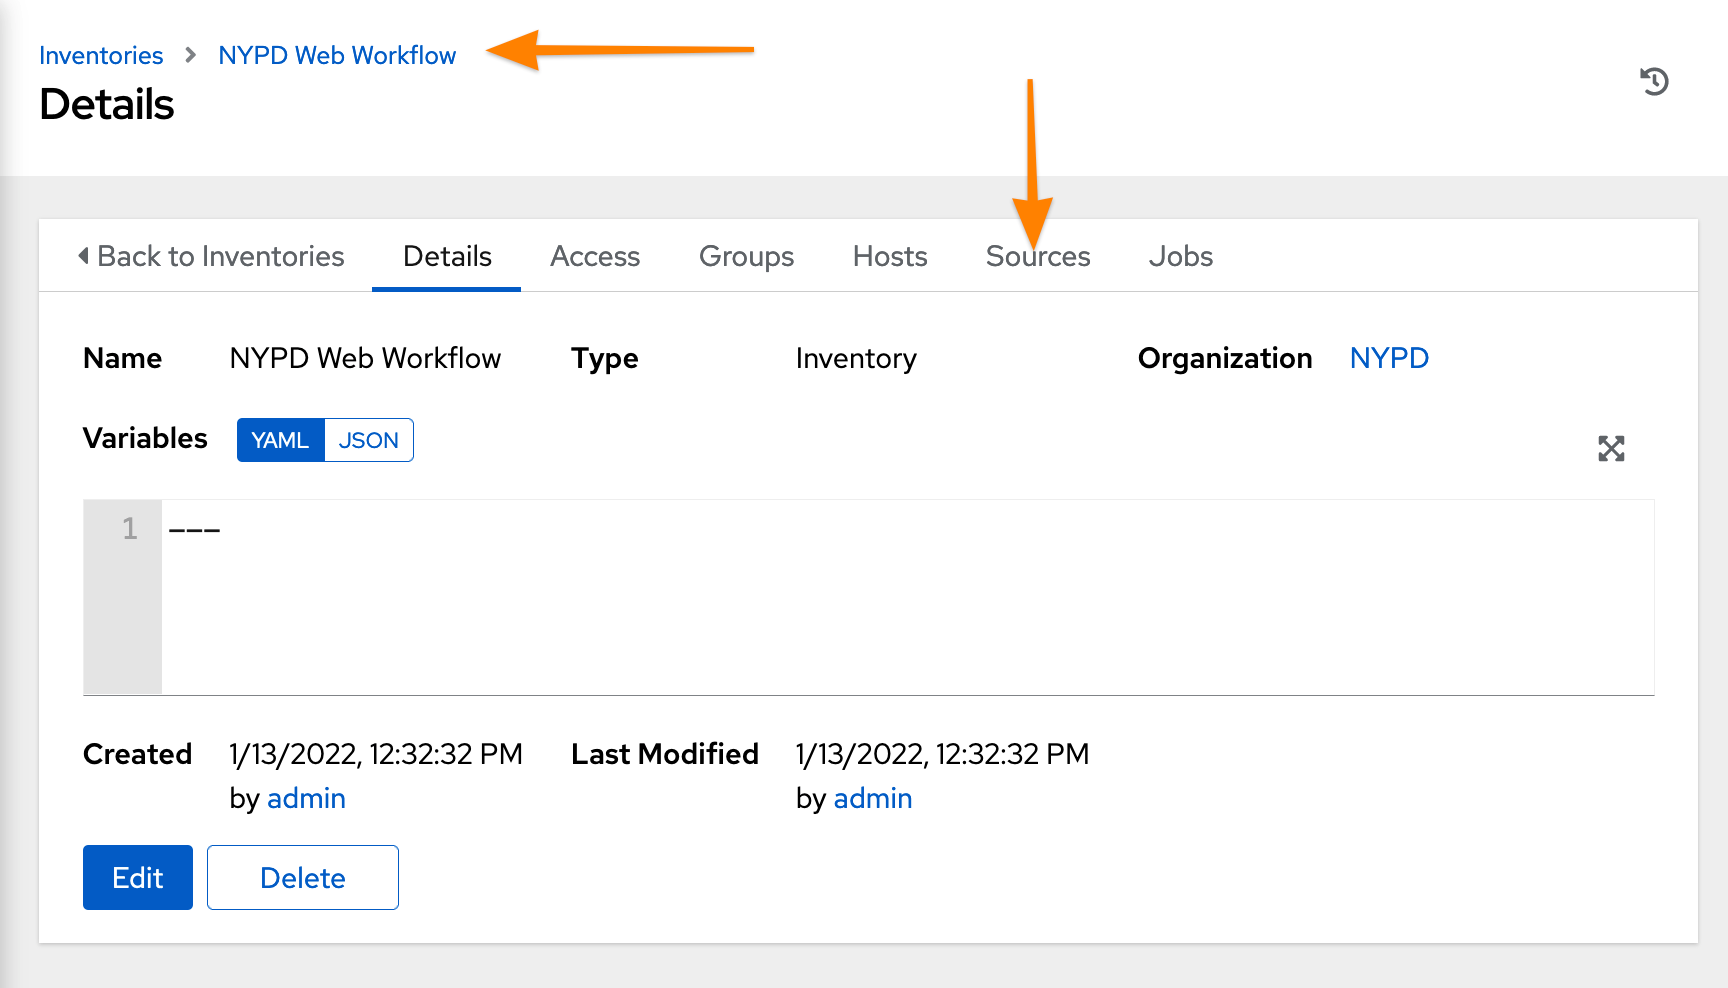 Inventories > NYPD Web Workflow
Details
Back to Inventories Details Access Groups Hosts Sources Jobs
Name NYPD Web Workflow Type Inventory Organization NYPD
Variables YAML JSON
1 ---
Created 1/13/2022, 12:32:32 PM Last Modified 1/13/2022, 12:32:32 PM
by admin by admin
Edit Delete